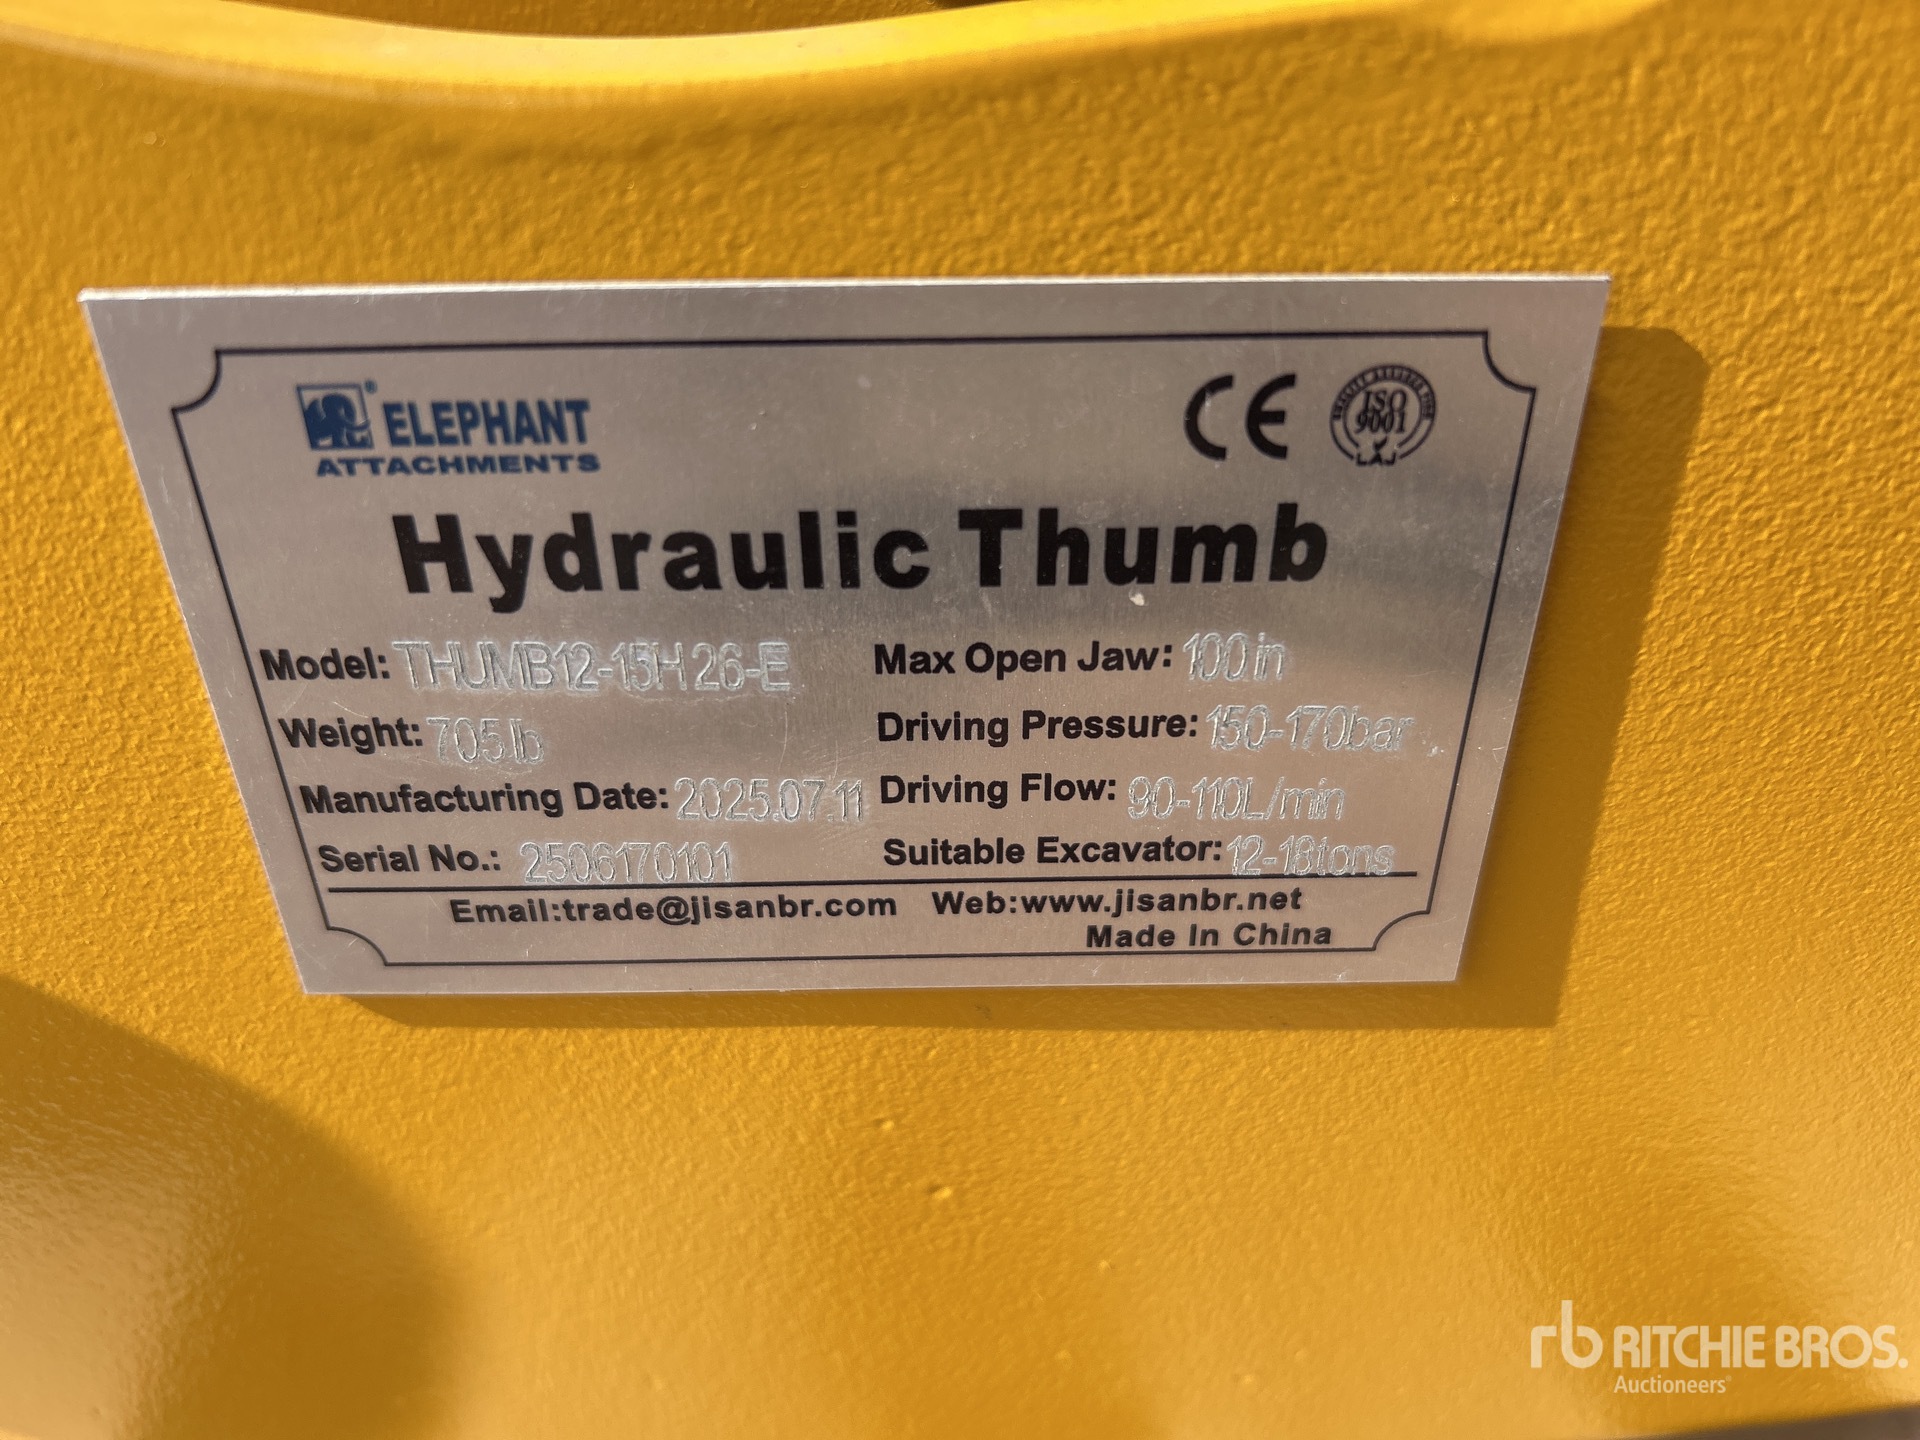 ® ELEPHANT
ATTACHMENTS
CE
ISO
9001
Hydraulic Thumb
Model: THUMB12-15H26-E
Max Open Jaw: 100in
Weight: 705lb
Driving Pressure: 150-170bar
Manufacturing Date: 2025.07.11
Driving Flow: 90-110L/min
Serial No.: 2506170101
Suitable Excavator: 12-18tons
Email:trade@jisanbr.com Web:www.jisanbr.net
Made In China
rb RITCHIE BROS.
Auctioneers